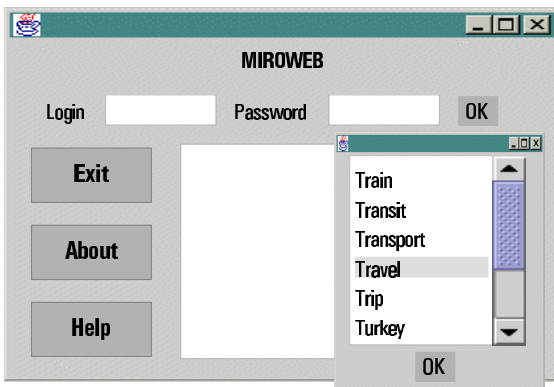 MIROWEB
Login Password OK
Exit
About
Help
Train
Transit
Transport
Travel
Trip
Turkey
OK